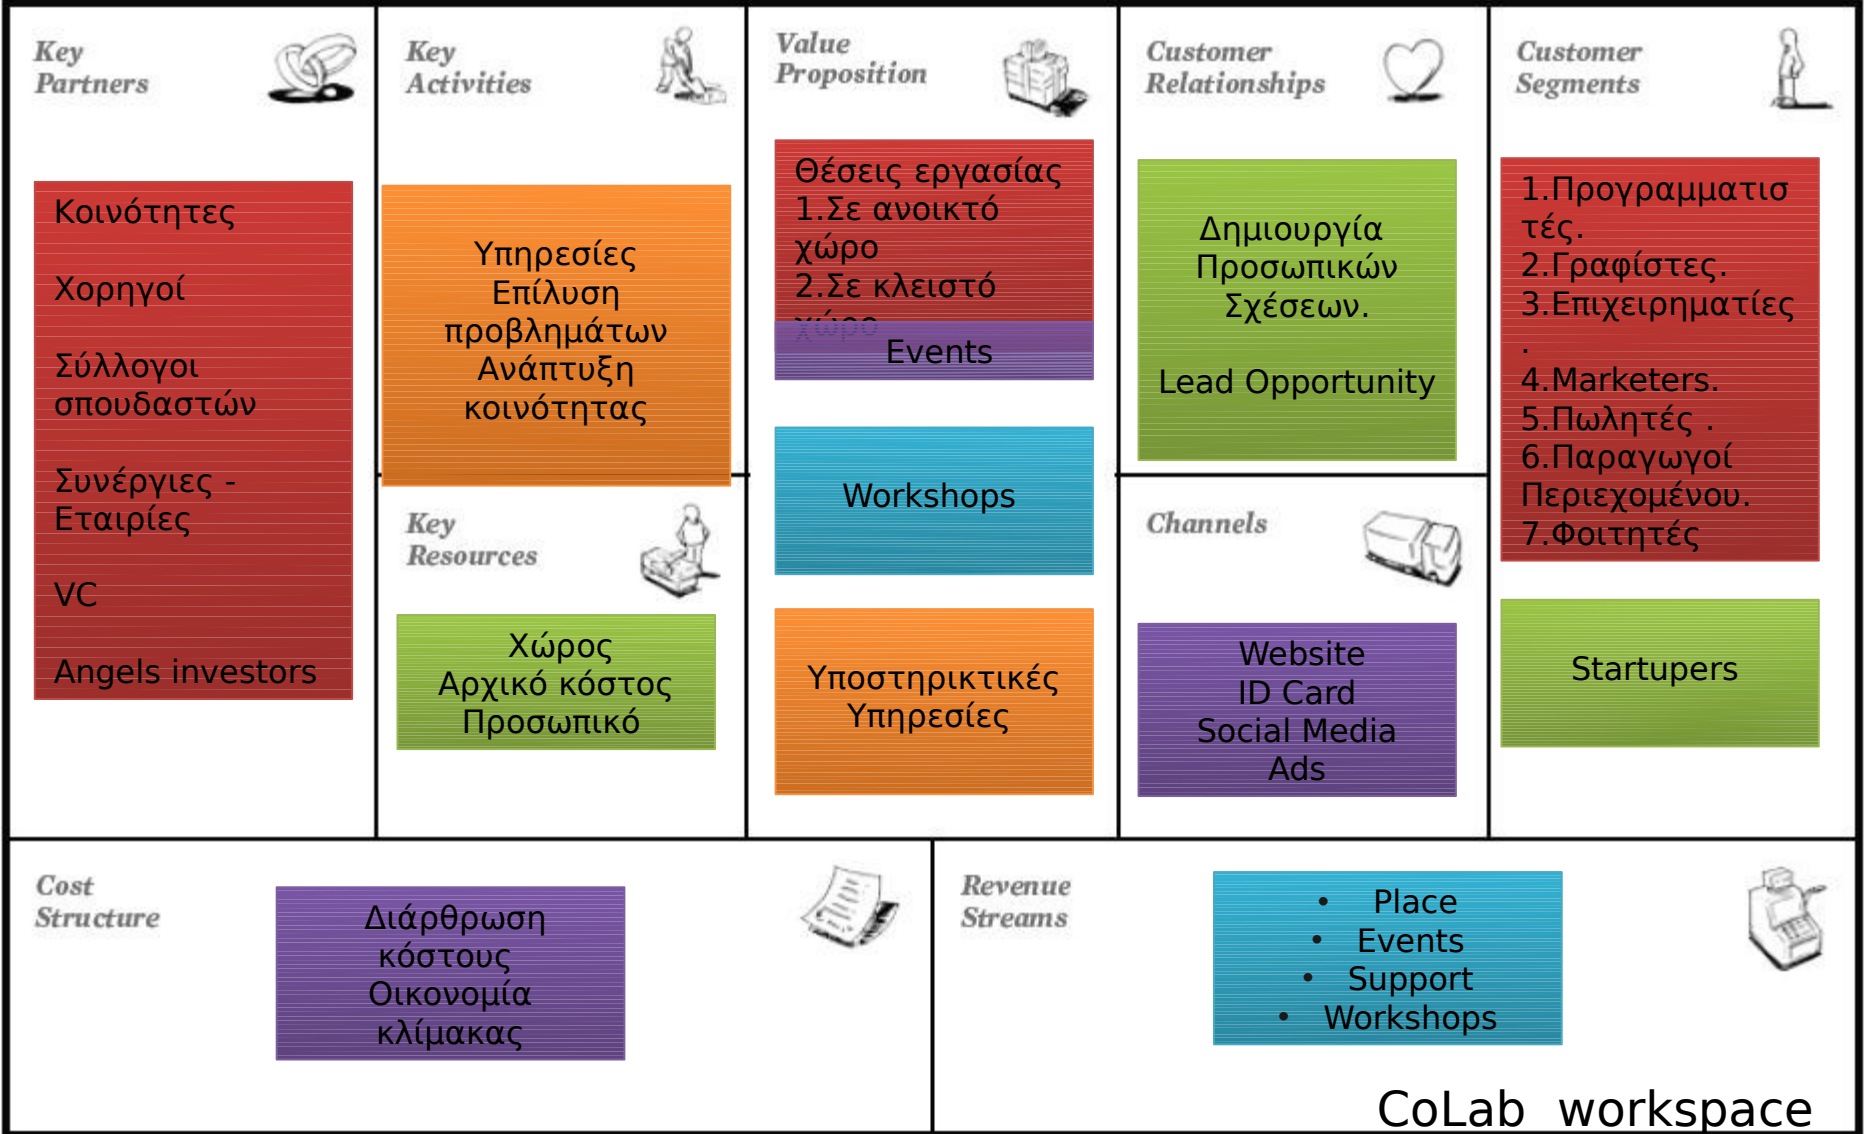 Key
Partners
Κοινότητες
Χορηγοί
Σύλλογοι
σπουδαστών
Συνέργιες -
Εταιρίες
VC
Angels investors
Key
Activities
Υπηρεσίες
Επίλυση
προβλημάτων
Ανάπτυξη
κοινότητας
Key
Resources
Χώρος
Αρχικό κόστος
Προσωπικό
Value
Proposition
Θέσεις εργασίας
1.Σε ανοικτό
χώρο
2.Σε κλειστό
χώρο
Events
Workshops
Υποστηρικτικές
Υπηρεσίες
Customer
Relationships
Δημιουργία
Προσωπικών
Σχέσεων.
Lead Opportunity
Channels
Website
ID Card
Social Media
Ads
Customer
Segments
1.Προγραμματισ
τές.
2.Γραφίστες.
3.Επιχειρηματίες
.
4.Marketers.
5.Πωλητές .
6.Παραγωγοί
Περιεχομένου.
7.Φοιτητές
Startupers
Cost
Structure
Διάρθρωση
κόστους
Οικονομία
κλίμακας
Revenue
Streams
• Place
• Events
• Support
• Workshops
CoLab workspace